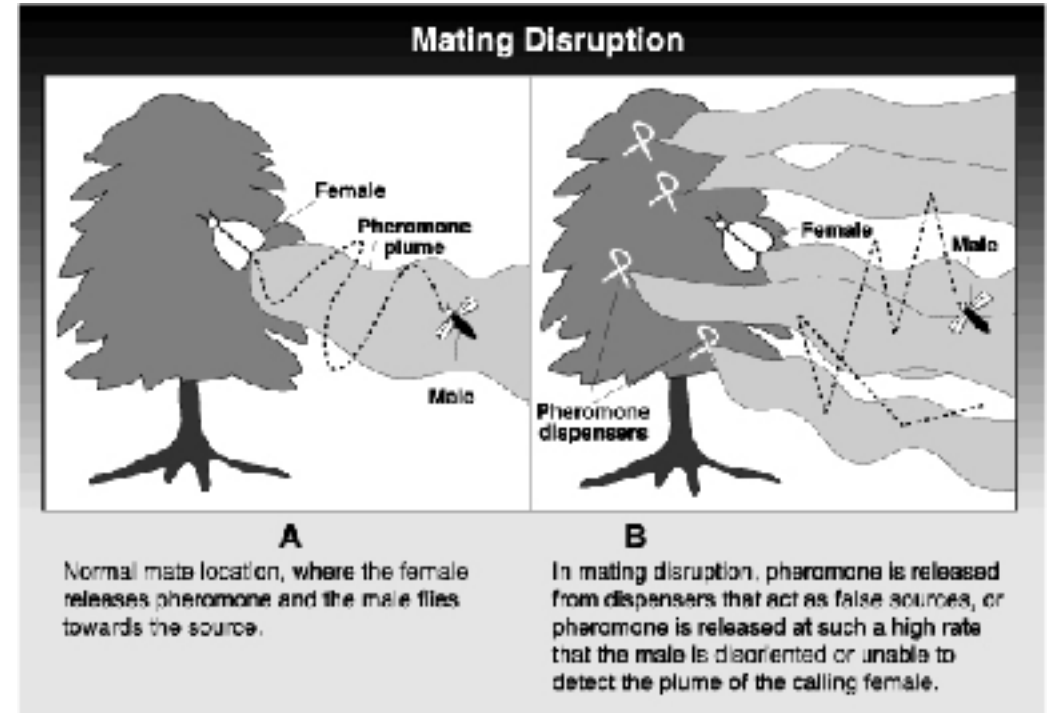 Mating Disruption
Female
Pheromone
plume
Male
Female
Male
Pheromone
dispensers
A
Normal mate location, where the female
releases pheromone and the male flies
towards the source.
B
In mating disruption, pheromone is released
from dispensers that act as false sources, or
pheromone is released at such a high rate
that the male is disoriented or unable to
detect the plume of the calling female.